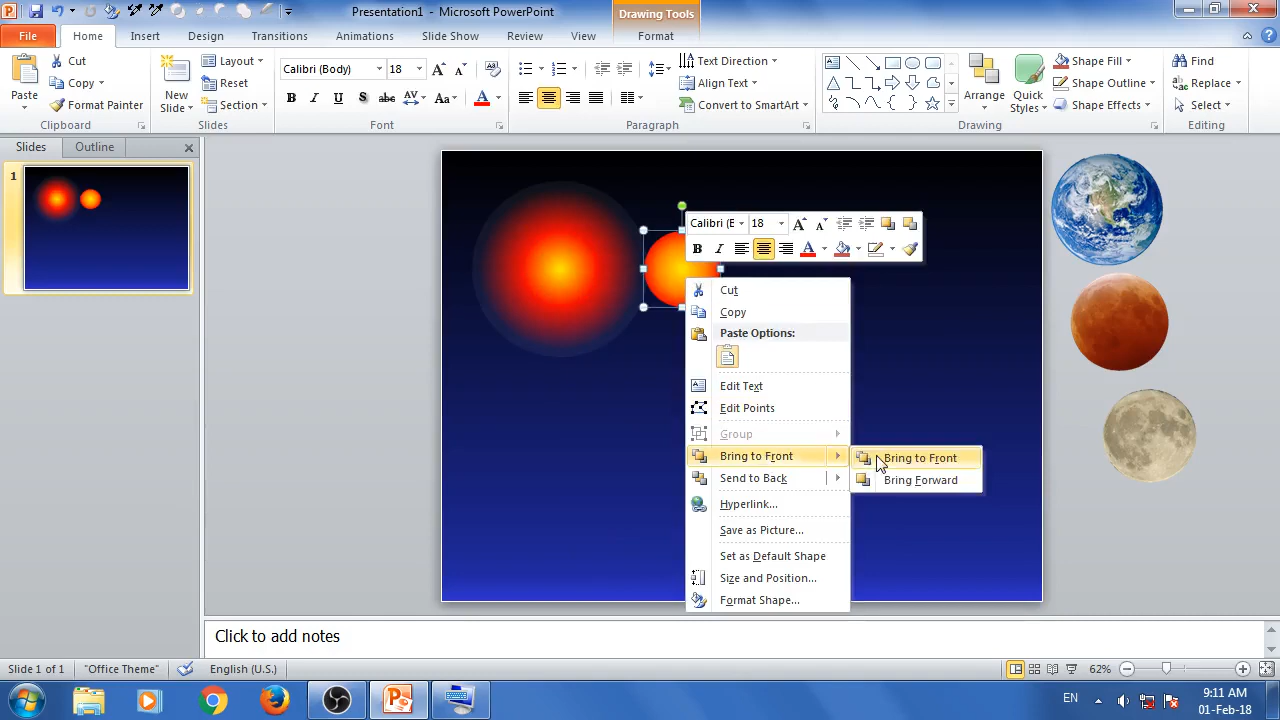 Presentation1 - Microsoft PowerPoint
Drawing Tools
File Home Insert Design Transitions Animations Slide Show Review View Format
Paste
Cut
Copy
Format Painter
Clipboard
New
Slide
Layout
Reset
Section
Slides
Calibri (Body) 18
B I U S abc AV Aa A
Font
Text Direction
Align Text
Convert to SmartArt
Paragraph
Arrange
Quick
Styles
Shape Fill
Shape Outline
Shape Effects
Drawing
Find
Replace
Select
Editing
Slides Outline
1
Calibri (E 18 A A
B I A
Cut
Copy
Paste Options:
Edit Text
Edit Points
Group
Bring to Front
Send to Back
Hyperlink...
Save as Picture...
Set as Default Shape
Size and Position...
Format Shape...
Bring to Front
Bring Forward
Click to add notes
Slide 1 of 1 "Office Theme" English (U.S.) 62%
EN
9:11 AM
01-Feb-18